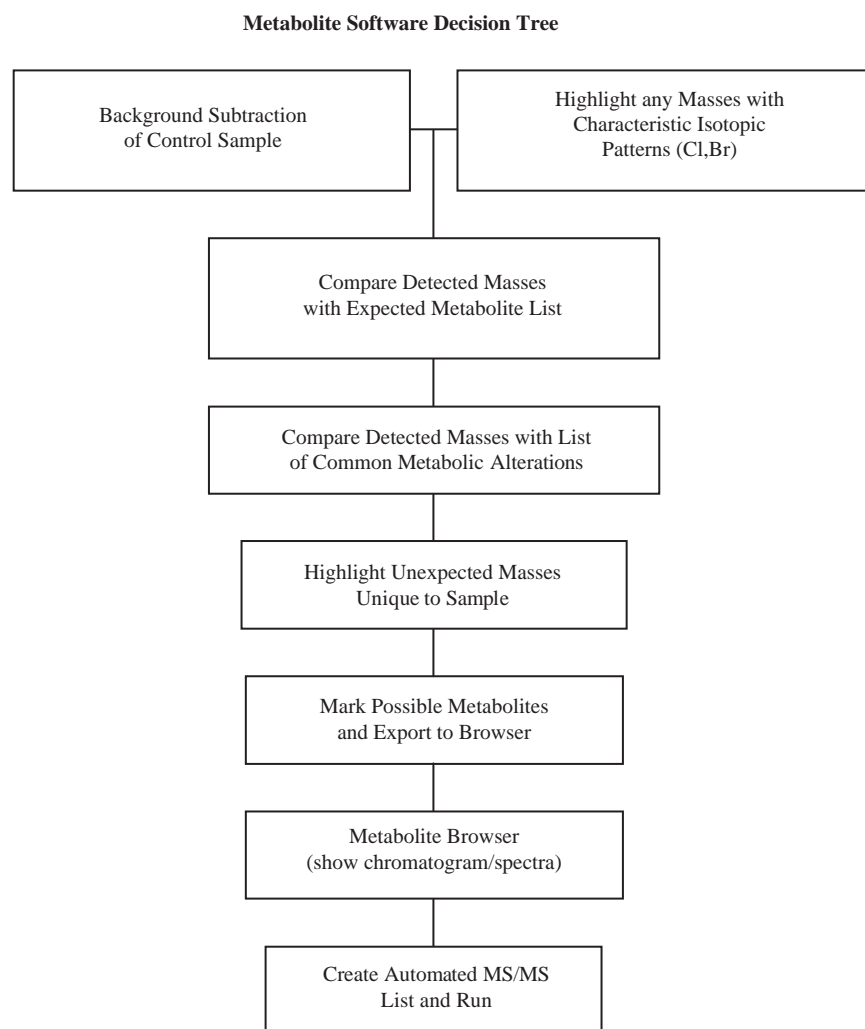 Metabolite Software Decision Tree
Background Subtraction
of Control Sample
Highlight any Masses with
Characteristic Isotopic
Patterns (Cl,Br)
Compare Detected Masses
with Expected Metabolite List
Compare Detected Masses with List
of Common Metabolic Alterations
Highlight Unexpected Masses
Unique to Sample
Mark Possible Metabolites
and Export to Browser
Metabolite Browser
(show chromatogram/spectra)
Create Automated MS/MS
List and Run